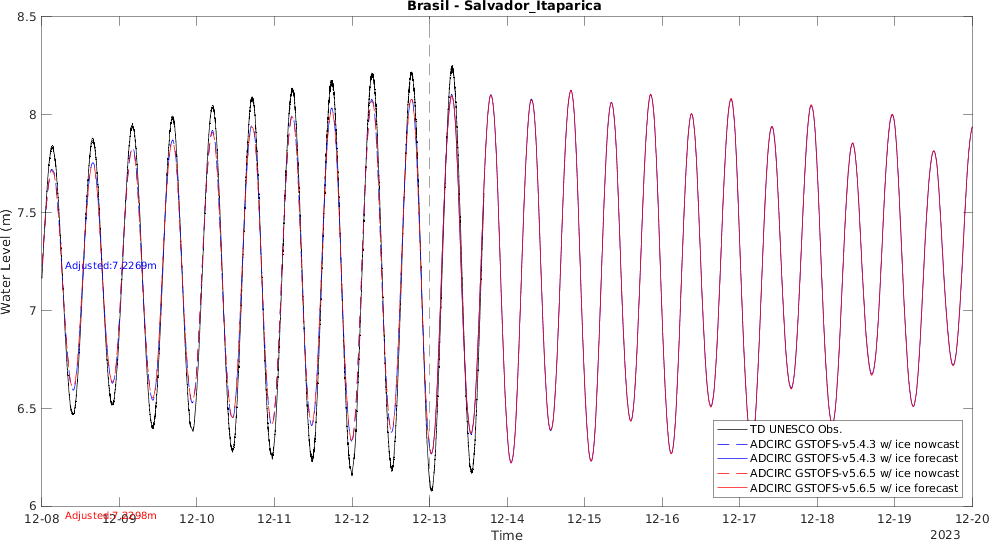 Brasil - Salvador_Itaparica
8.5
8
7.5
7
6.5
6
Water Level (m)
Adjusted:7.2269m
Adjusted:7.2298m
TD UNESCO Obs.
ADCIRC GSTOFS-v5.4.3 w/ ice nowcast
ADCIRC GSTOFS-v5.4.3 w/ ice forecast
ADCIRC GSTOFS-v5.6.5 w/ ice nowcast
ADCIRC GSTOFS-v5.6.5 w/ ice forecast
12-08 12-09 12-10 12-11 12-12 12-13 12-14 12-15 12-16 12-17 12-18 12-19 12-20
Time
2023